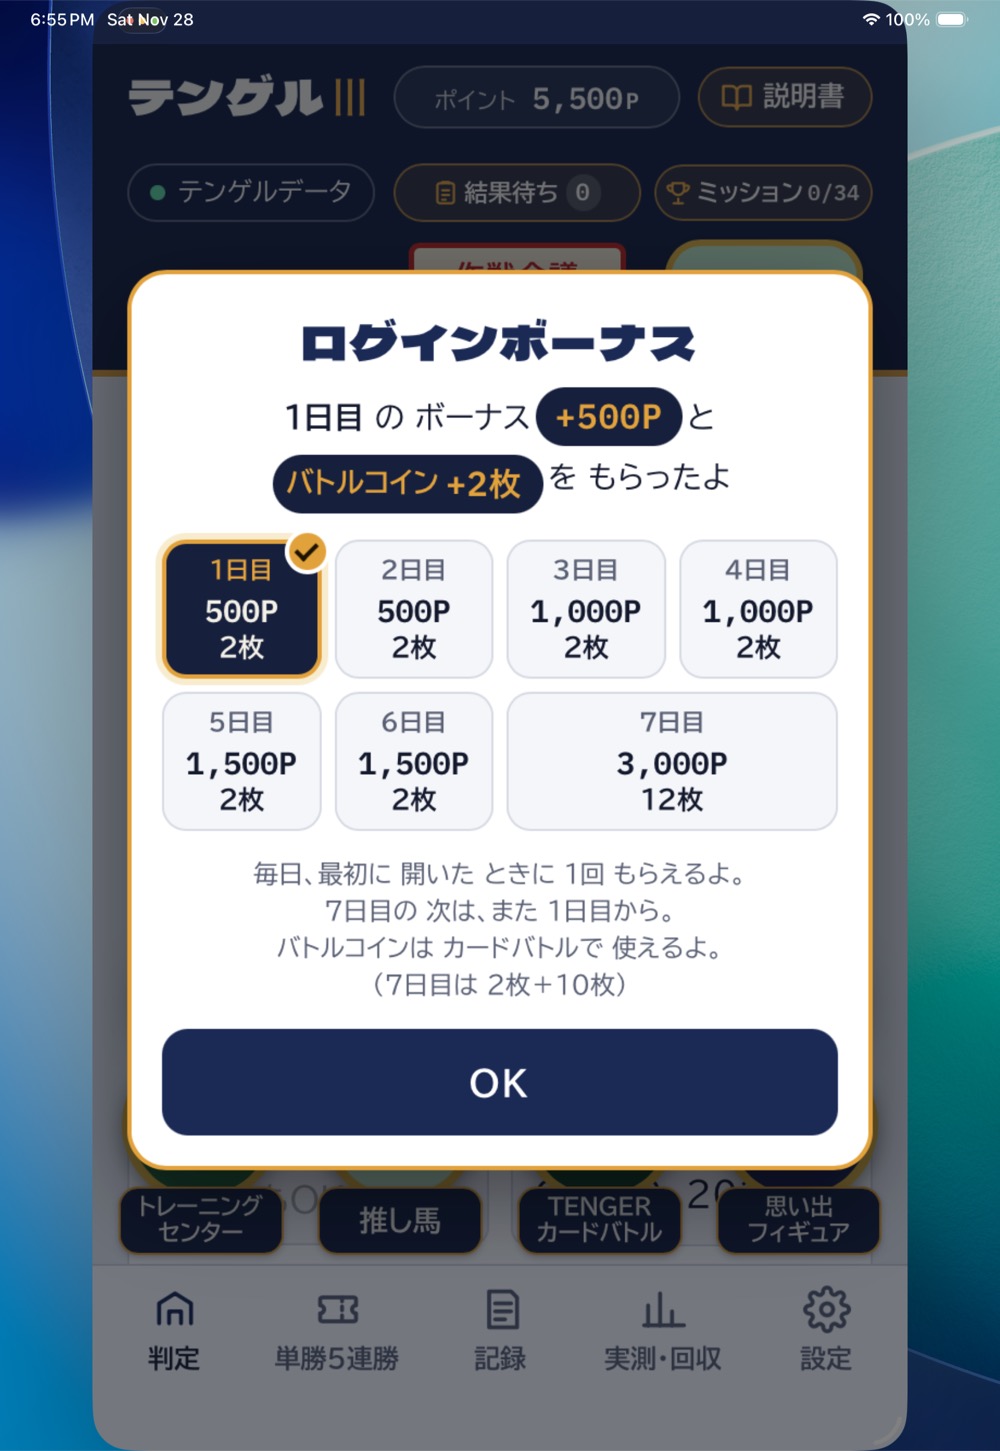 6:55 PM Sat Nov 28
100%
テンゲル
ポイント 5,500P
説明書
テンゲルデータ
結果待ち 0
ミッション 0/34
ログインボーナス
1日目 の ボーナス +500P と
バトルコイン +2枚 を もらったよ
1日目
500P
2枚
2日目
500P
2枚
3日目
1,000P
2枚
4日目
1,000P
2枚
5日目
1,500P
2枚
6日目
1,500P
2枚
7日目
3,000P
12枚
毎日、最初に 開いた ときに 1回 もらえるよ。
7日目の 次は、また 1日目から。
バトルコインは カードバトルで 使えるよ。
（7日目は 2枚＋10枚）
OK
トレーニング
センター
推し馬
TENGER
カードバトル
思い出
フィギュア
判定
単勝5連勝
記録
実測・回収
設定